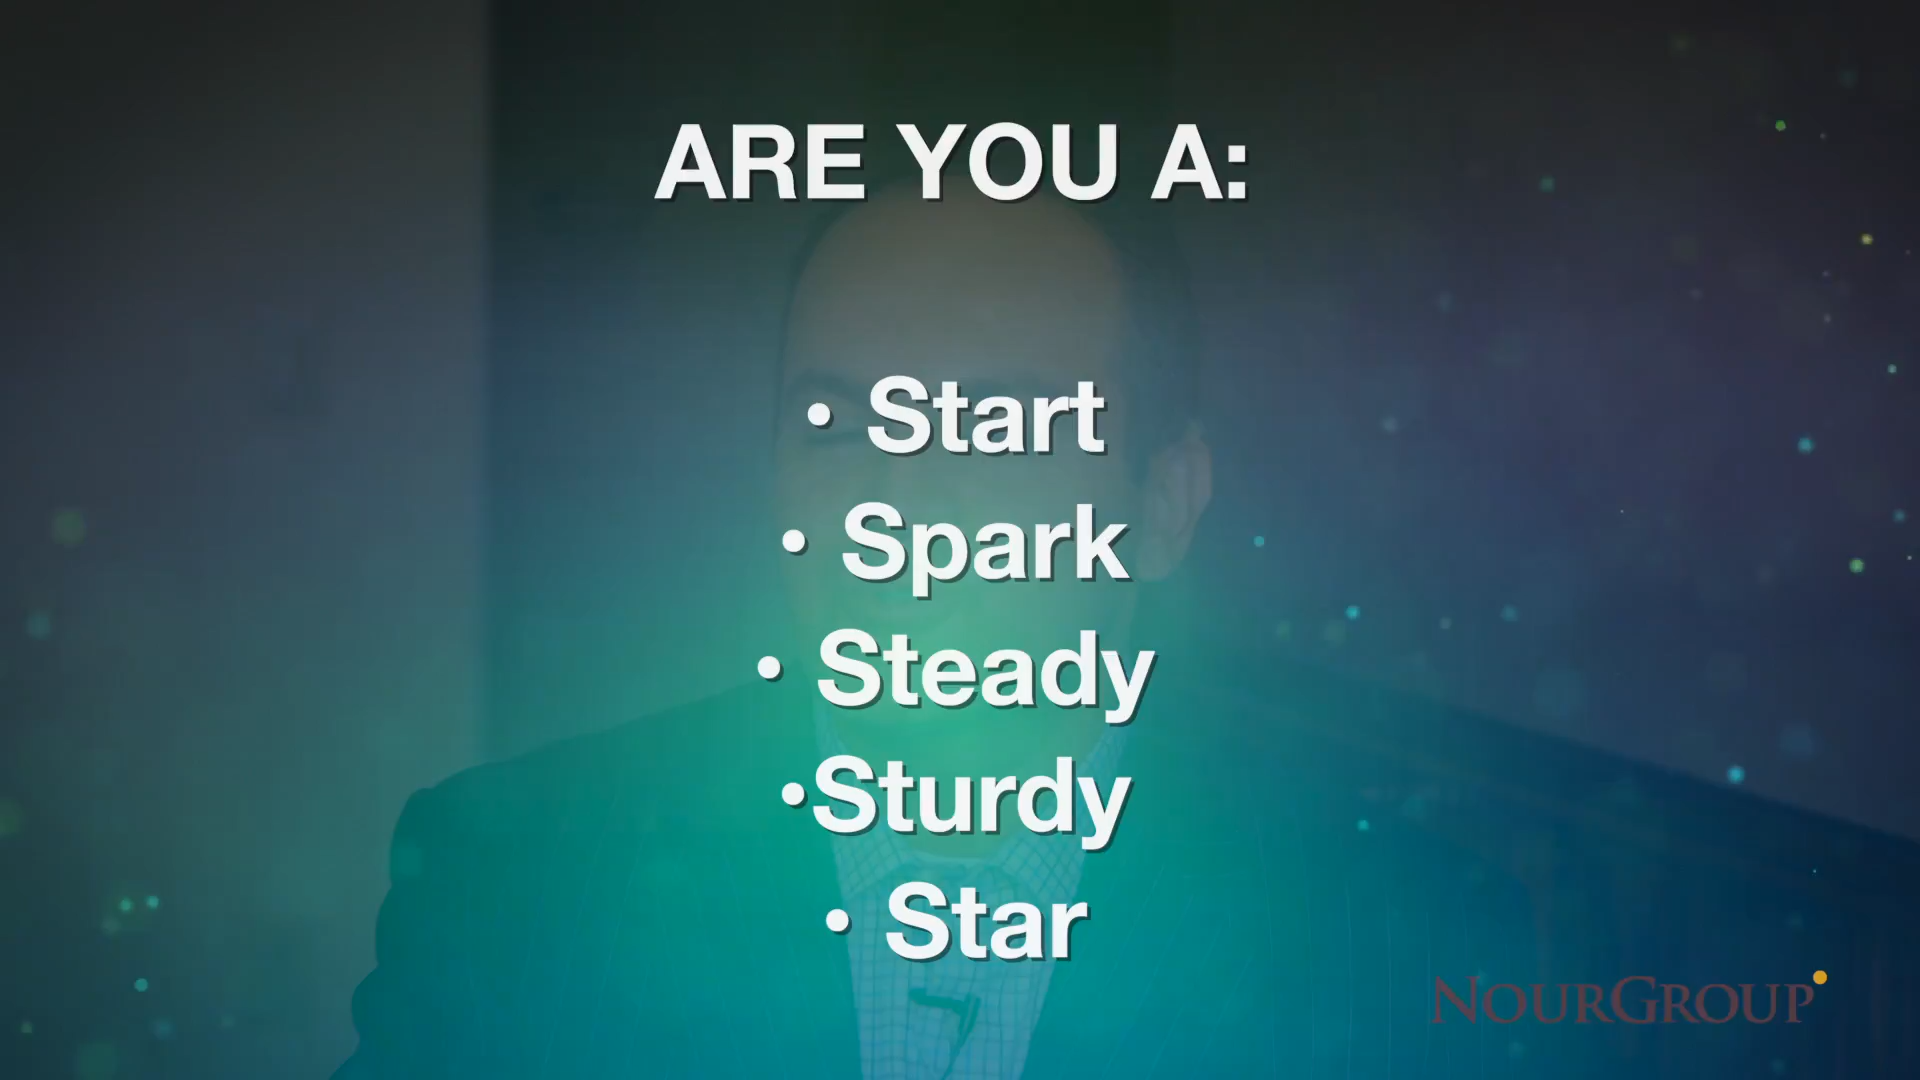 ARE YOU A:
• Start
• Spark
• Steady
•Sturdy
• Star
NOURGROUP